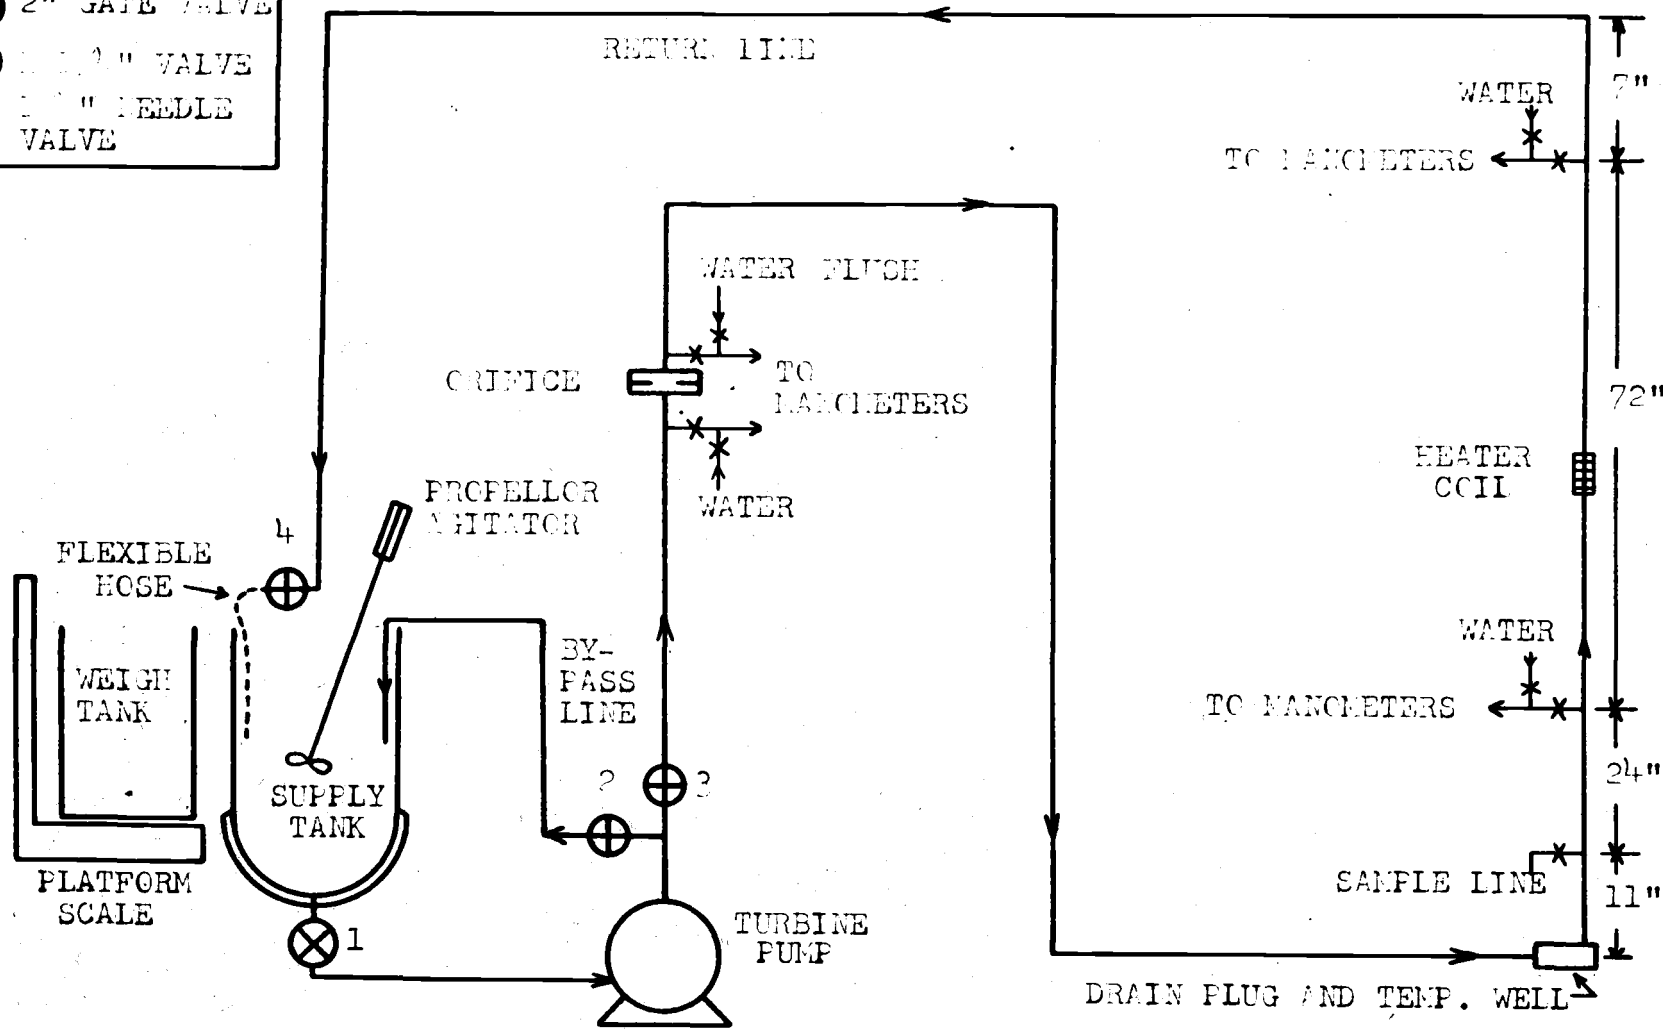 2" GATE VALVE
" VALVE
" NEEDLE
VALVE
RETURN LINE
7"
WATER
TO MANOMETERS
WATER FLUSH
ORIFICE
TO
MANOMETERS
72"
HEATER
COIL
PROPELLOR
AGITATOR
WATER
4
FLEXIBLE
HOSE
WATER
BY-
PASS
LINE
WEIGH
TANK
TO MANOMETERS
24"
2
3
SUPPLY
TANK
PLATFORM
SCALE
SAMPLE LINE
11"
1
TURBINE
PUMP
DRAIN PLUG AND TEMP. WELL